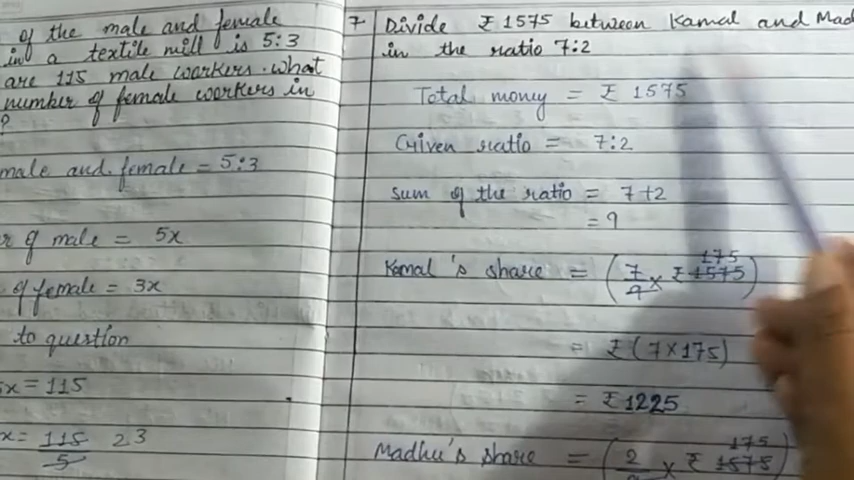 of the male and female
in a textile mill is 5:3
are 115 male workers. what
number of female workers in
?
male and female = 5:3
r of male = 5x
of female = 3x
to question
x = 115
x = 115 23
5
7 Divide ₹ 1575 between Kamal and Mad
in the ratio 7:2
Total money = ₹ 1575
Given ratio = 7:2
Sum of the ratio = 7+2
= 9
175
Kamal's share = ( 7/9 × ₹ 1575 )
= ₹ (7×175)
= ₹ 1225
175
Madhu's share = ( 2/9 × ₹ 1575 )